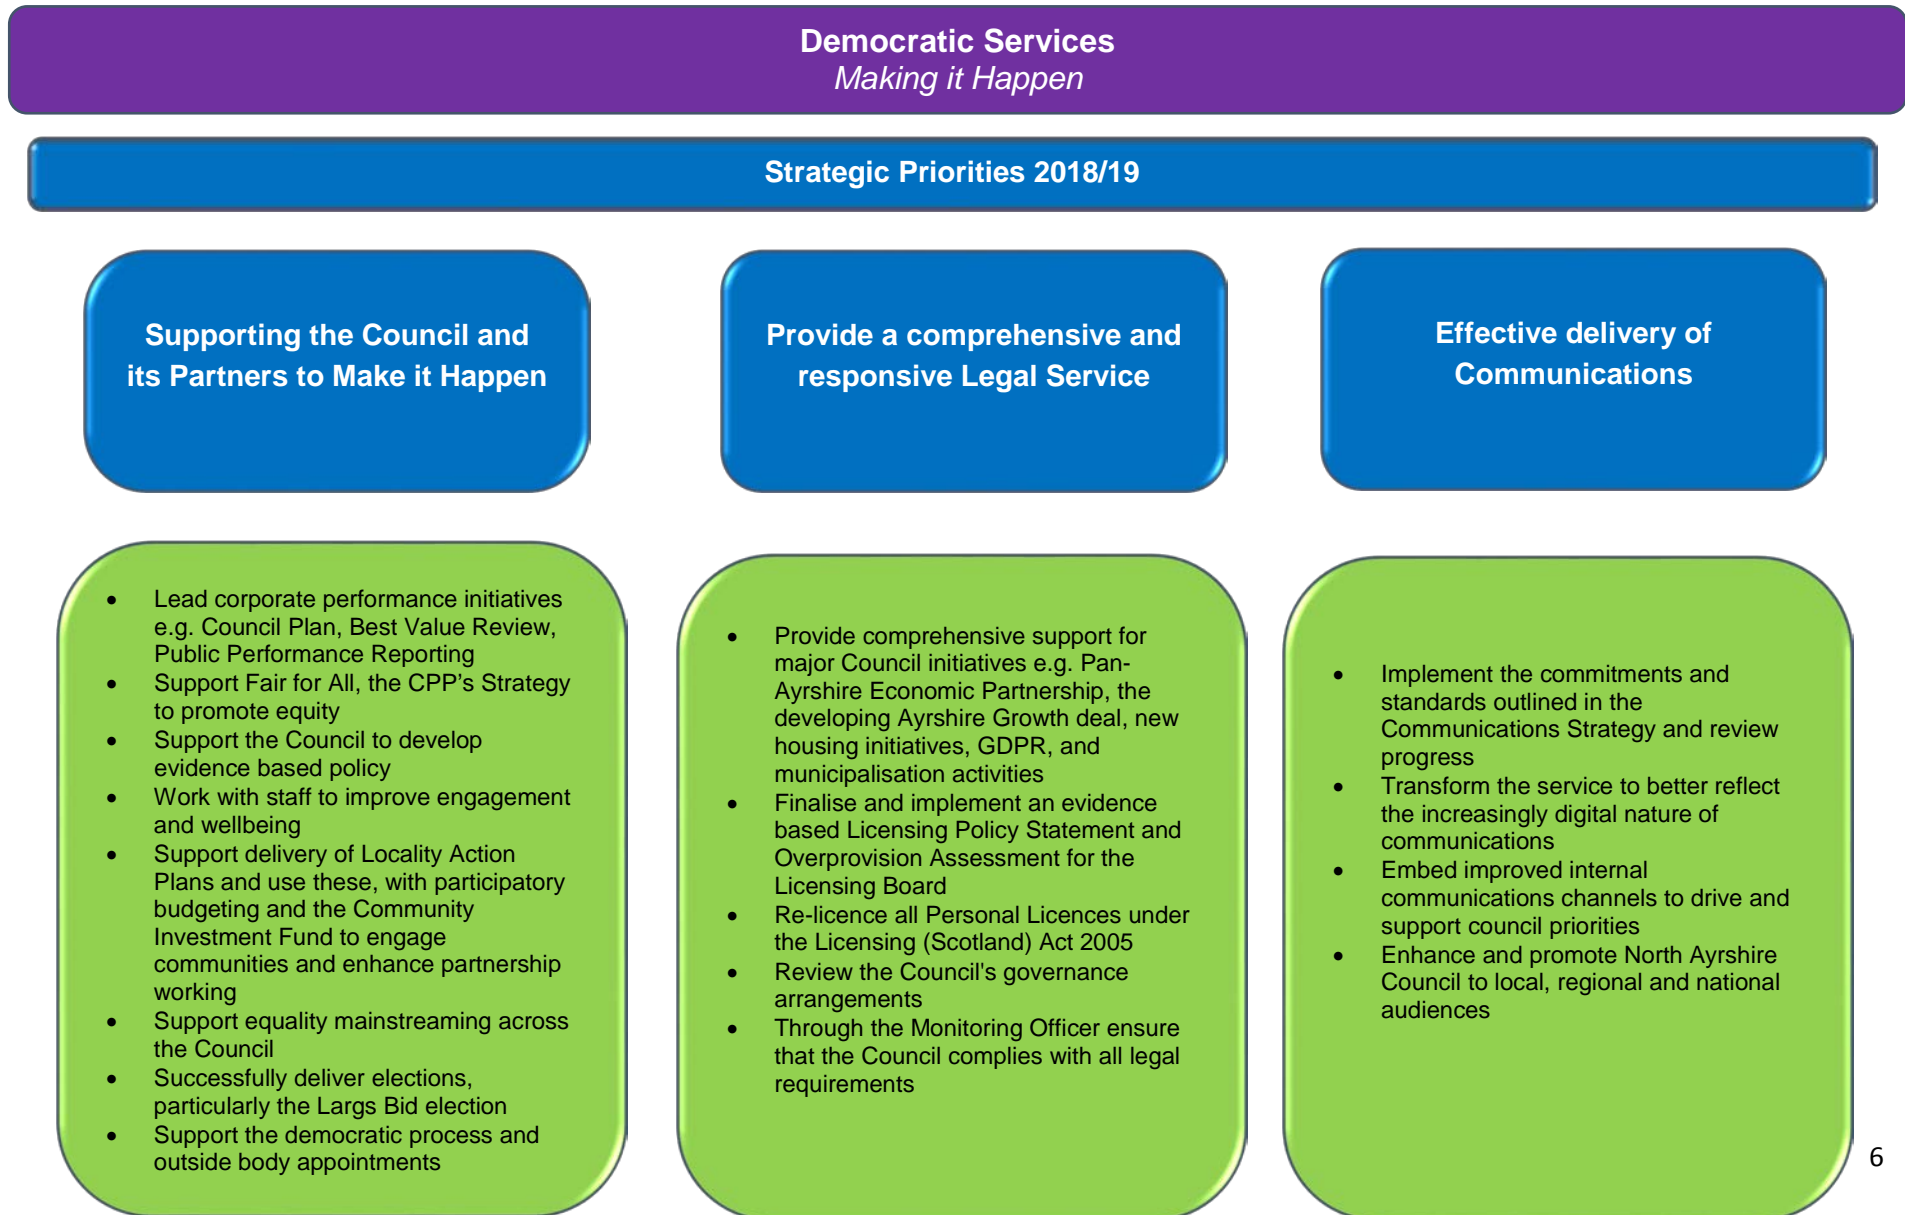 Democratic Services
Making it Happen
Strategic Priorities 2018/19
Supporting the Council and
its Partners to Make it Happen
Provide a comprehensive and
responsive Legal Service
Effective delivery of
Communications
• Lead corporate performance initiatives
e.g. Council Plan, Best Value Review,
Public Performance Reporting
• Support Fair for All, the CPP's Strategy
to promote equity
• Support the Council to develop
evidence based policy
• Work with staff to improve engagement
and wellbeing
• Support delivery of Locality Action
Plans and use these, with participatory
budgeting and the Community
Investment Fund to engage
communities and enhance partnership
working
• Support equality mainstreaming across
the Council
• Successfully deliver elections,
particularly the Largs Bid election
• Support the democratic process and
outside body appointments
• Provide comprehensive support for
major Council initiatives e.g. Pan-
Ayrshire Economic Partnership, the
developing Ayrshire Growth deal, new
housing initiatives, GDPR, and
municipalisation activities
• Finalise and implement an evidence
based Licensing Policy Statement and
Overprovision Assessment for the
Licensing Board
• Re-licence all Personal Licences under
the Licensing (Scotland) Act 2005
• Review the Council's governance
arrangements
• Through the Monitoring Officer ensure
that the Council complies with all legal
requirements
• Implement the commitments and
standards outlined in the
Communications Strategy and review
progress
• Transform the service to better reflect
the increasingly digital nature of
communications
• Embed improved internal
communications channels to drive and
support council priorities
• Enhance and promote North Ayrshire
Council to local, regional and national
audiences
6